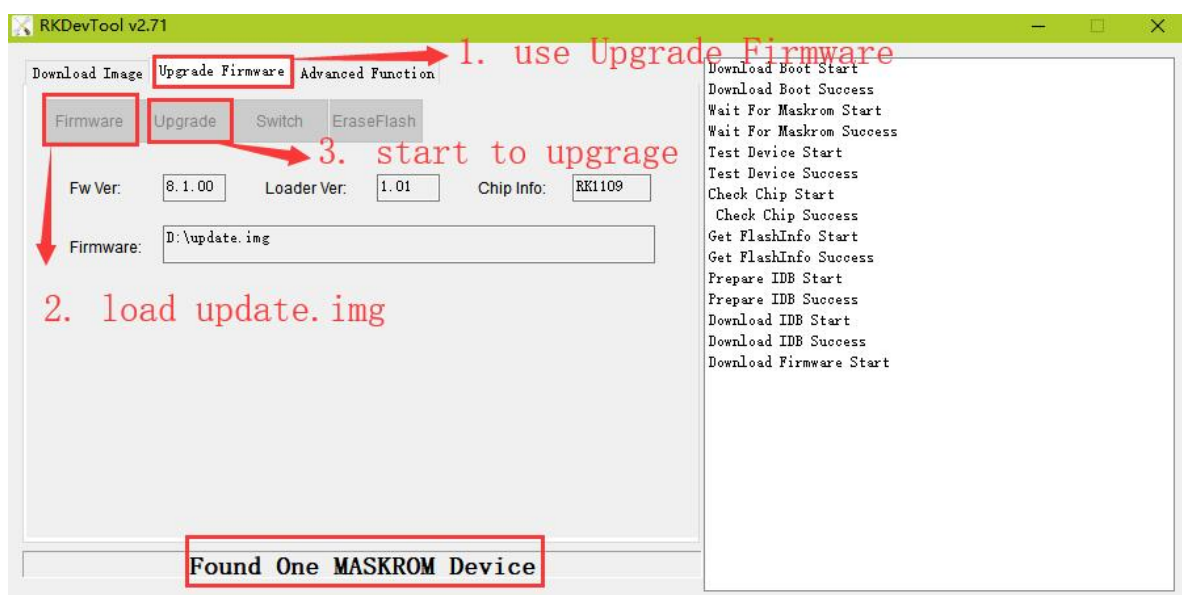 RKDevTool v2.71
1. use Upgrade Firmware
Download Image Upgrade Firmware Advanced Function
Firmware Upgrade Switch EraseFlash
3. start to upgrage
Fw Ver: 8.1.00 Loader Ver: 1.01 Chip Info: RK1109
Firmware: D:\update.img
2. load update.img
Found One MASKROM Device
Download Boot Start
Download Boot Success
Wait For Maskrom Start
Wait For Maskrom Success
Test Device Start
Test Device Success
Check Chip Start
Check Chip Success
Get FlashInfo Start
Get FlashInfo Success
Prepare IDB Start
Prepare IDB Success
Download IDB Start
Download IDB Success
Download Firmware Start